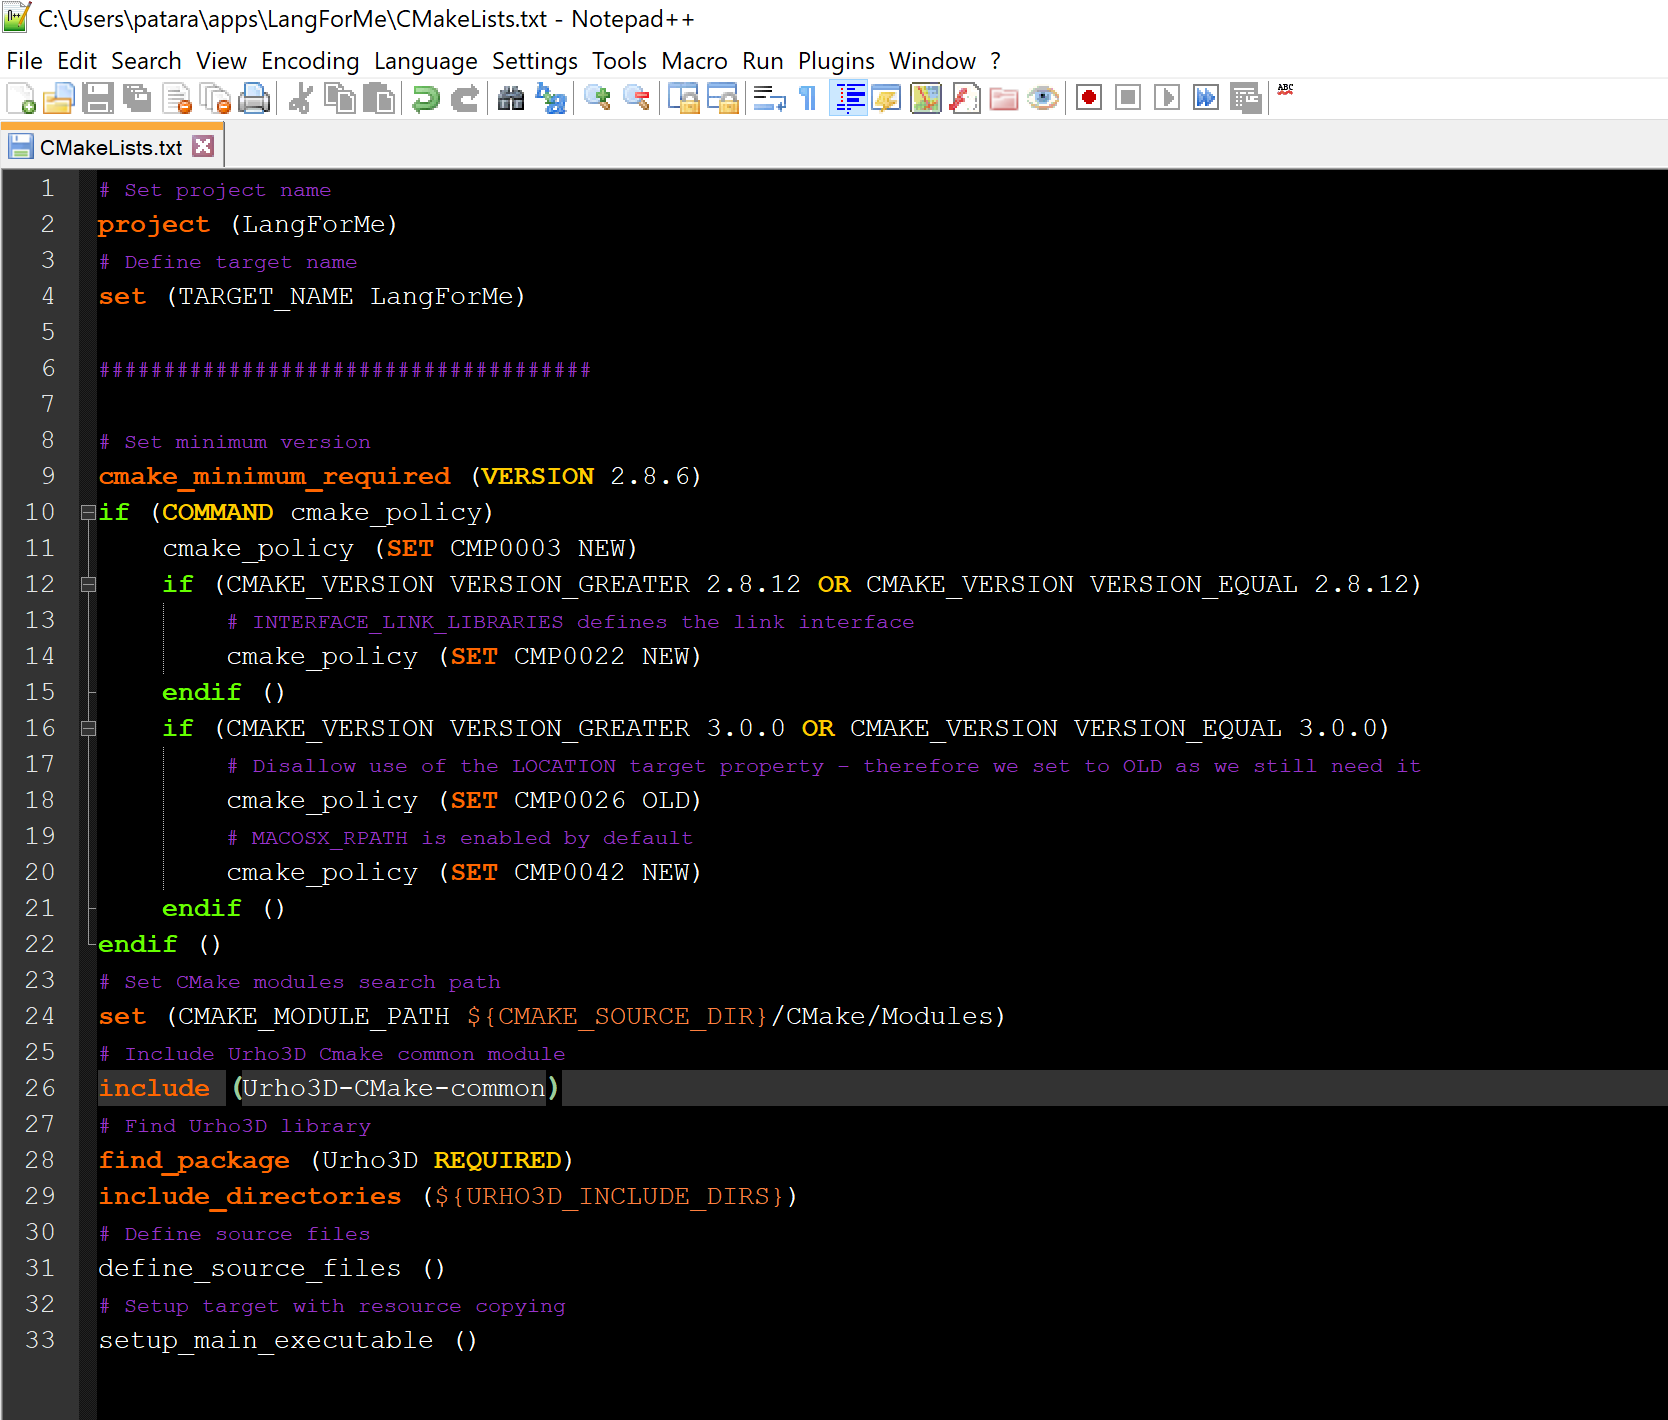 C:\Users\patara\apps\LangForMe\CMakeLists.txt - Notepad++
File Edit Search View Encoding Language Settings Tools Macro Run Plugins Window ?
ABC
CMakeLists.txt
1 # Set project name
2 project (LangForMe)
3 # Define target name
4 set (TARGET_NAME LangForMe)
5
6 ######################################
7
8 # Set minimum version
9 cmake_minimum_required (VERSION 2.8.6)
10 if (COMMAND cmake_policy)
11     cmake_policy (SET CMP0003 NEW)
12     if (CMAKE_VERSION VERSION_GREATER 2.8.12 OR CMAKE_VERSION VERSION_EQUAL 2.8.12)
13         # INTERFACE_LINK_LIBRARIES defines the link interface
14         cmake_policy (SET CMP0022 NEW)
15     endif ()
16     if (CMAKE_VERSION VERSION_GREATER 3.0.0 OR CMAKE_VERSION VERSION_EQUAL 3.0.0)
17         # Disallow use of the LOCATION target property - therefore we set to OLD as we still need it
18         cmake_policy (SET CMP0026 OLD)
19         # MACOSX_RPATH is enabled by default
20         cmake_policy (SET CMP0042 NEW)
21     endif ()
22 endif ()
23 # Set CMake modules search path
24 set (CMAKE_MODULE_PATH ${CMAKE_SOURCE_DIR}/CMake/Modules)
25 # Include Urho3D Cmake common module
26 include (Urho3D-CMake-common)
27 # Find Urho3D library
28 find_package (Urho3D REQUIRED)
29 include_directories (${URHO3D_INCLUDE_DIRS})
30 # Define source files
31 define_source_files ()
32 # Setup target with resource copying
33 setup_main_executable ()